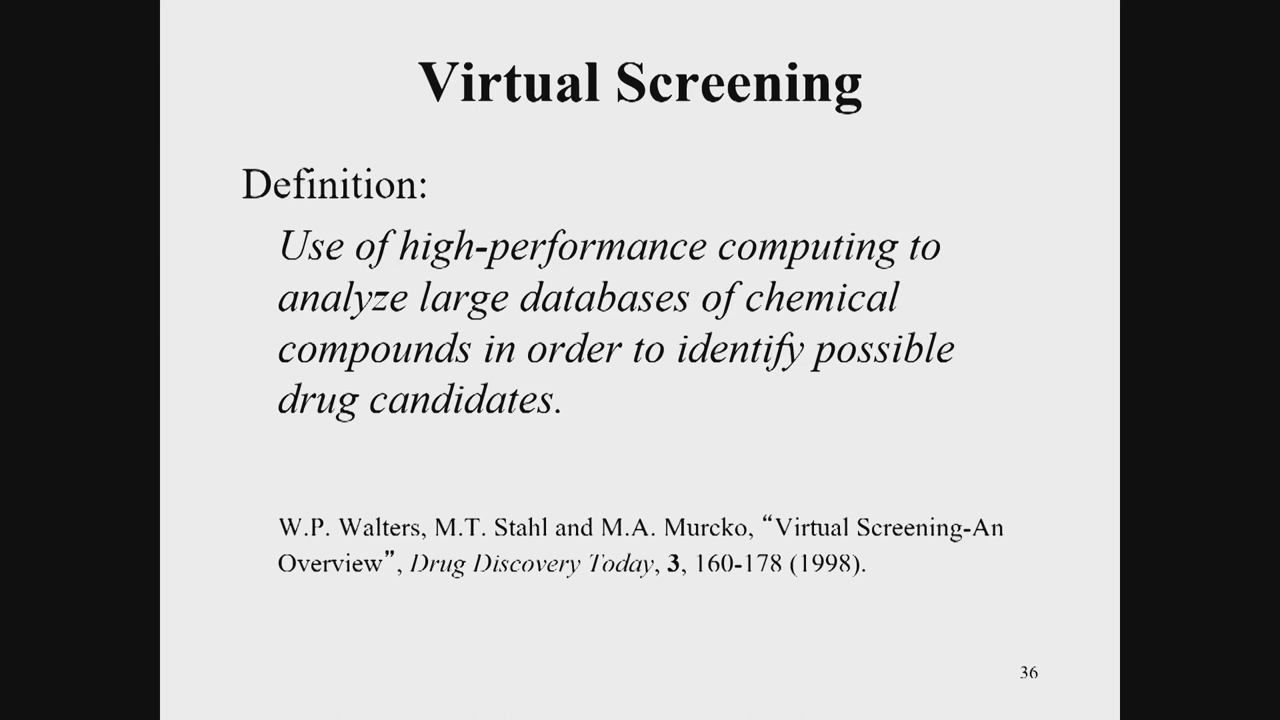 Virtual Screening
Definition:
Use of high-performance computing to
analyze large databases of chemical
compounds in order to identify possible
drug candidates.
W.P. Walters, M.T. Stahl and M.A. Murcko, “Virtual Screening-An
Overview”, Drug Discovery Today, 3, 160-178 (1998).
36